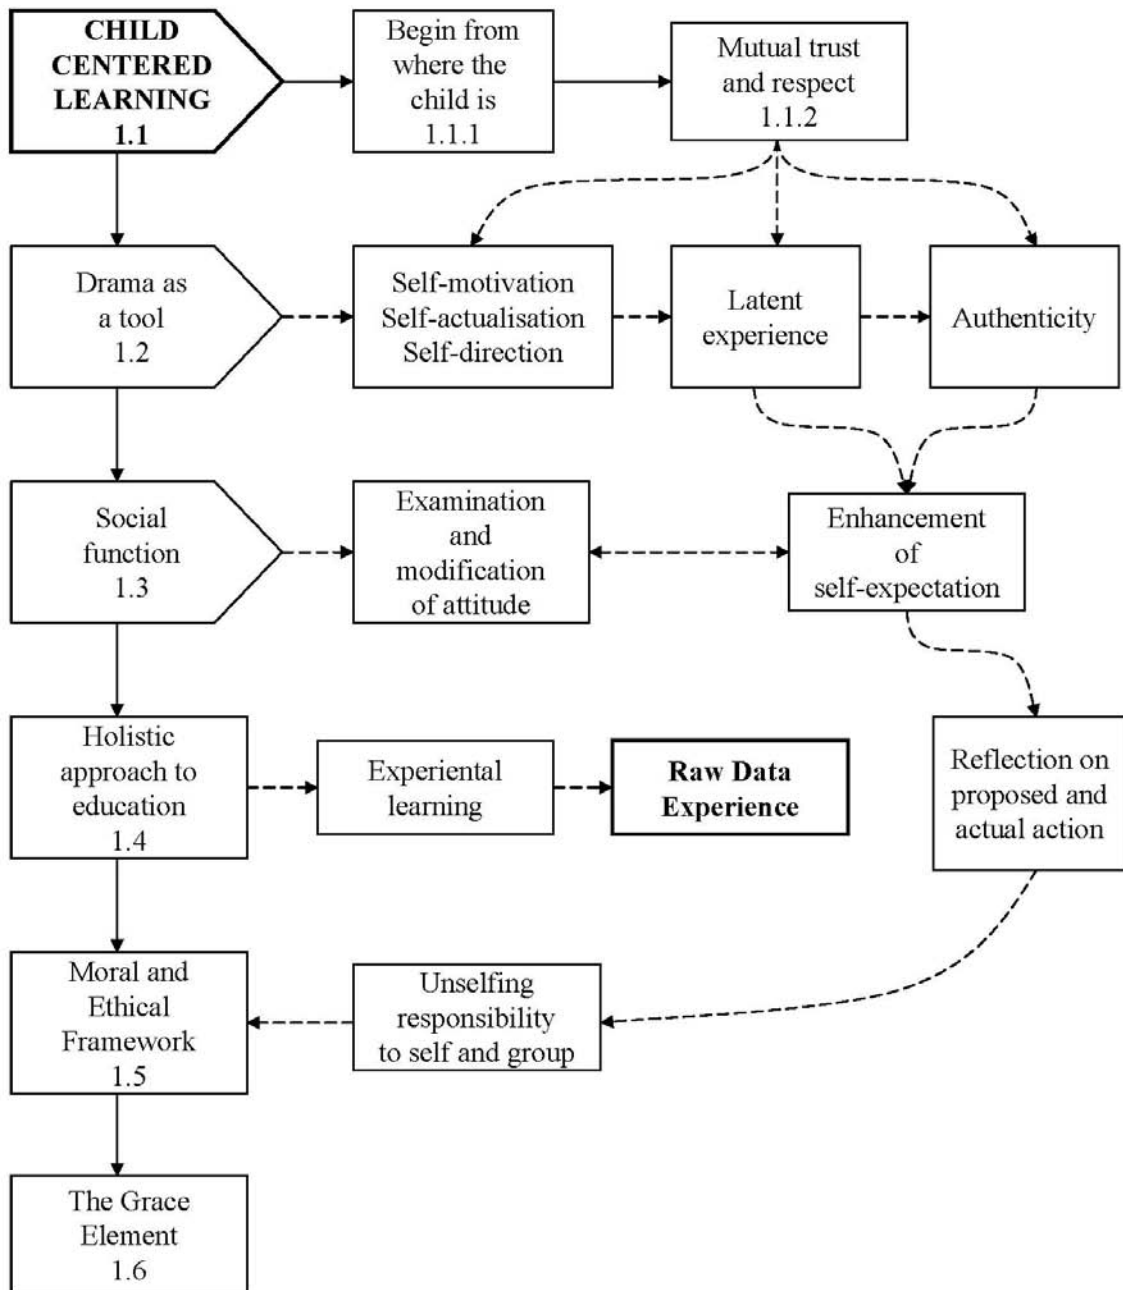 CHILD
CENTERED
LEARNING
1.1
Begin from
where the
child is
1.1.1
Mutual trust
and respect
1.1.2
Drama as
a tool
1.2
Self-motivation
Self-actualisation
Self-direction
Latent
experience
Authenticity
Social
function
1.3
Examination
and
modification
of attitude
Enhancement
of
self-expectation
Holistic
approach to
education
1.4
Experiental
learning
Raw Data
Experience
Reflection on
proposed and
actual action
Moral and
Ethical
Framework
1.5
Unselfing
responsibility
to self and group
The Grace
Element
1.6